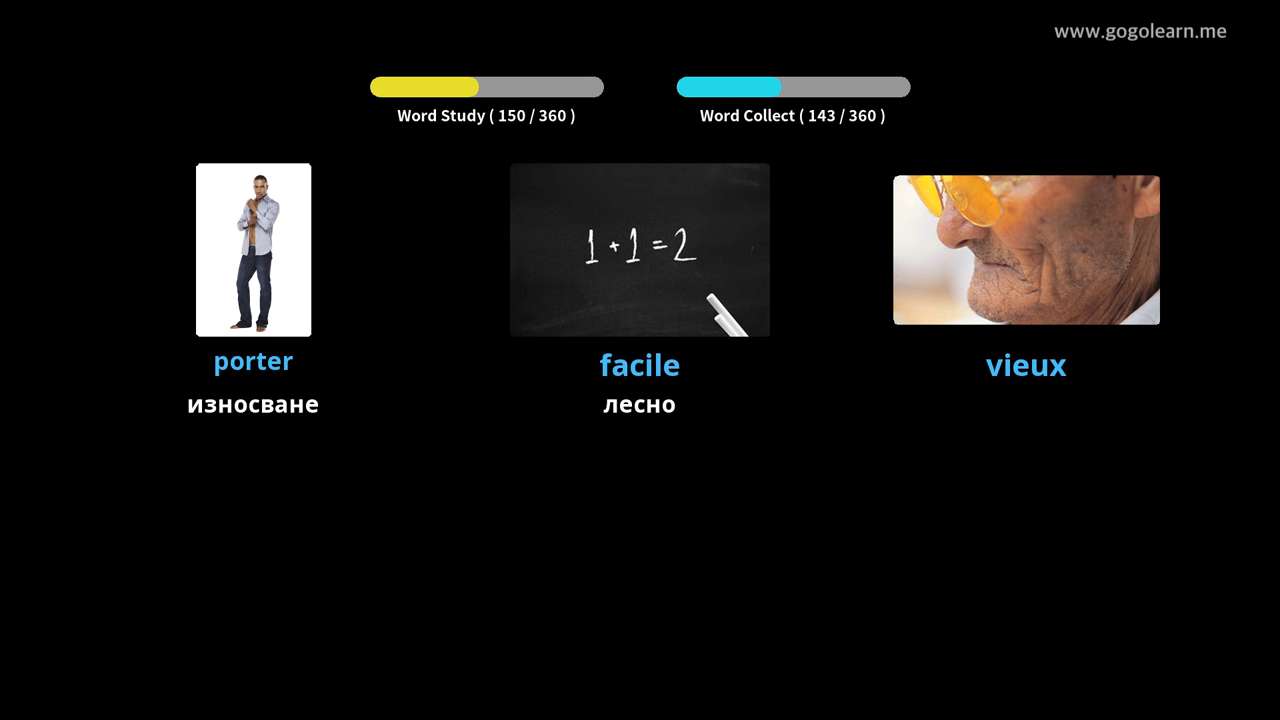 www.gogolearn.me
Word Study ( 150 / 360 )
Word Collect ( 143 / 360 )
1 + 1 = 2
porter
facile
vieux
износване
лесно